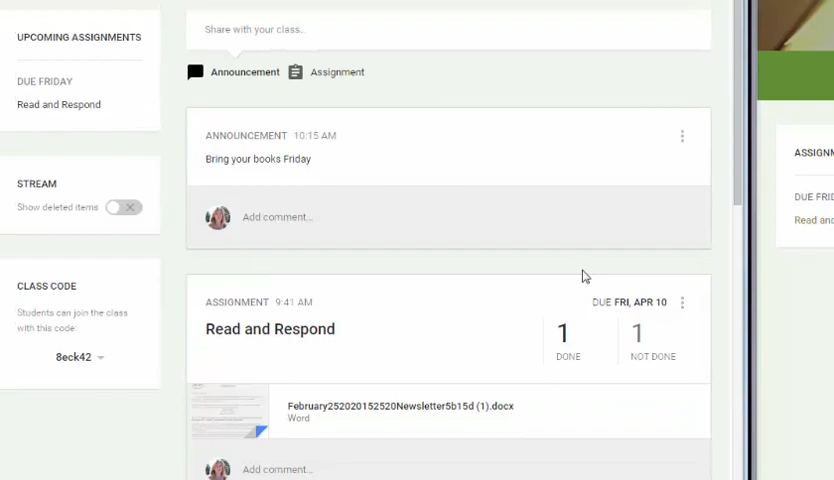 UPCOMING ASSIGNMENTS
DUE FRIDAY
Read and Respond
STREAM
Show deleted items
CLASS CODE
Students can join the class
with this code:
8eck42
Share with your class...
Announcement Assignment
ANNOUNCEMENT 10:15 AM
Bring your books Friday
Add comment...
ASSIGNMENT 9:41 AM DUE FRI, APR 10
Read and Respond
1 1
DONE NOT DONE
February252020152520Newsletter5b15d (1).docx
Word
Add comment...
ASSIGNM
DUE FRID
Read and